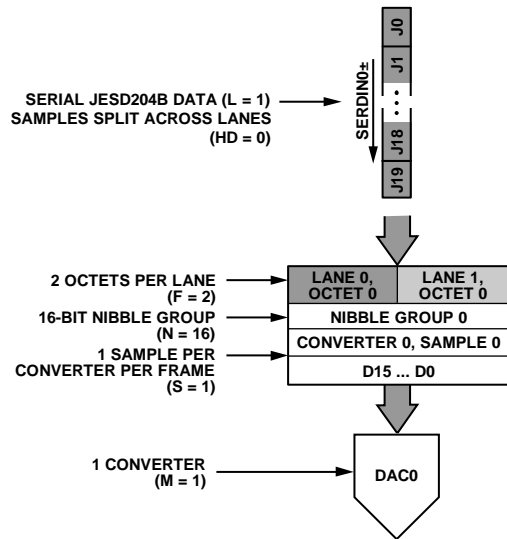 J0
J1
SERIAL JESD204B DATA (L = 1)
SAMPLES SPLIT ACROSS LANES
(HD = 0)
SERDIN0±
J18
J19
2 OCTETS PER LANE
(F = 2)
LANE 0,
OCTET 0
LANE 1,
OCTET 0
16-BIT NIBBLE GROUP
(N = 16)
NIBBLE GROUP 0
1 SAMPLE PER
CONVERTER PER FRAME
(S = 1)
CONVERTER 0, SAMPLE 0
D15 ... D0
1 CONVERTER
(M = 1)
DAC0